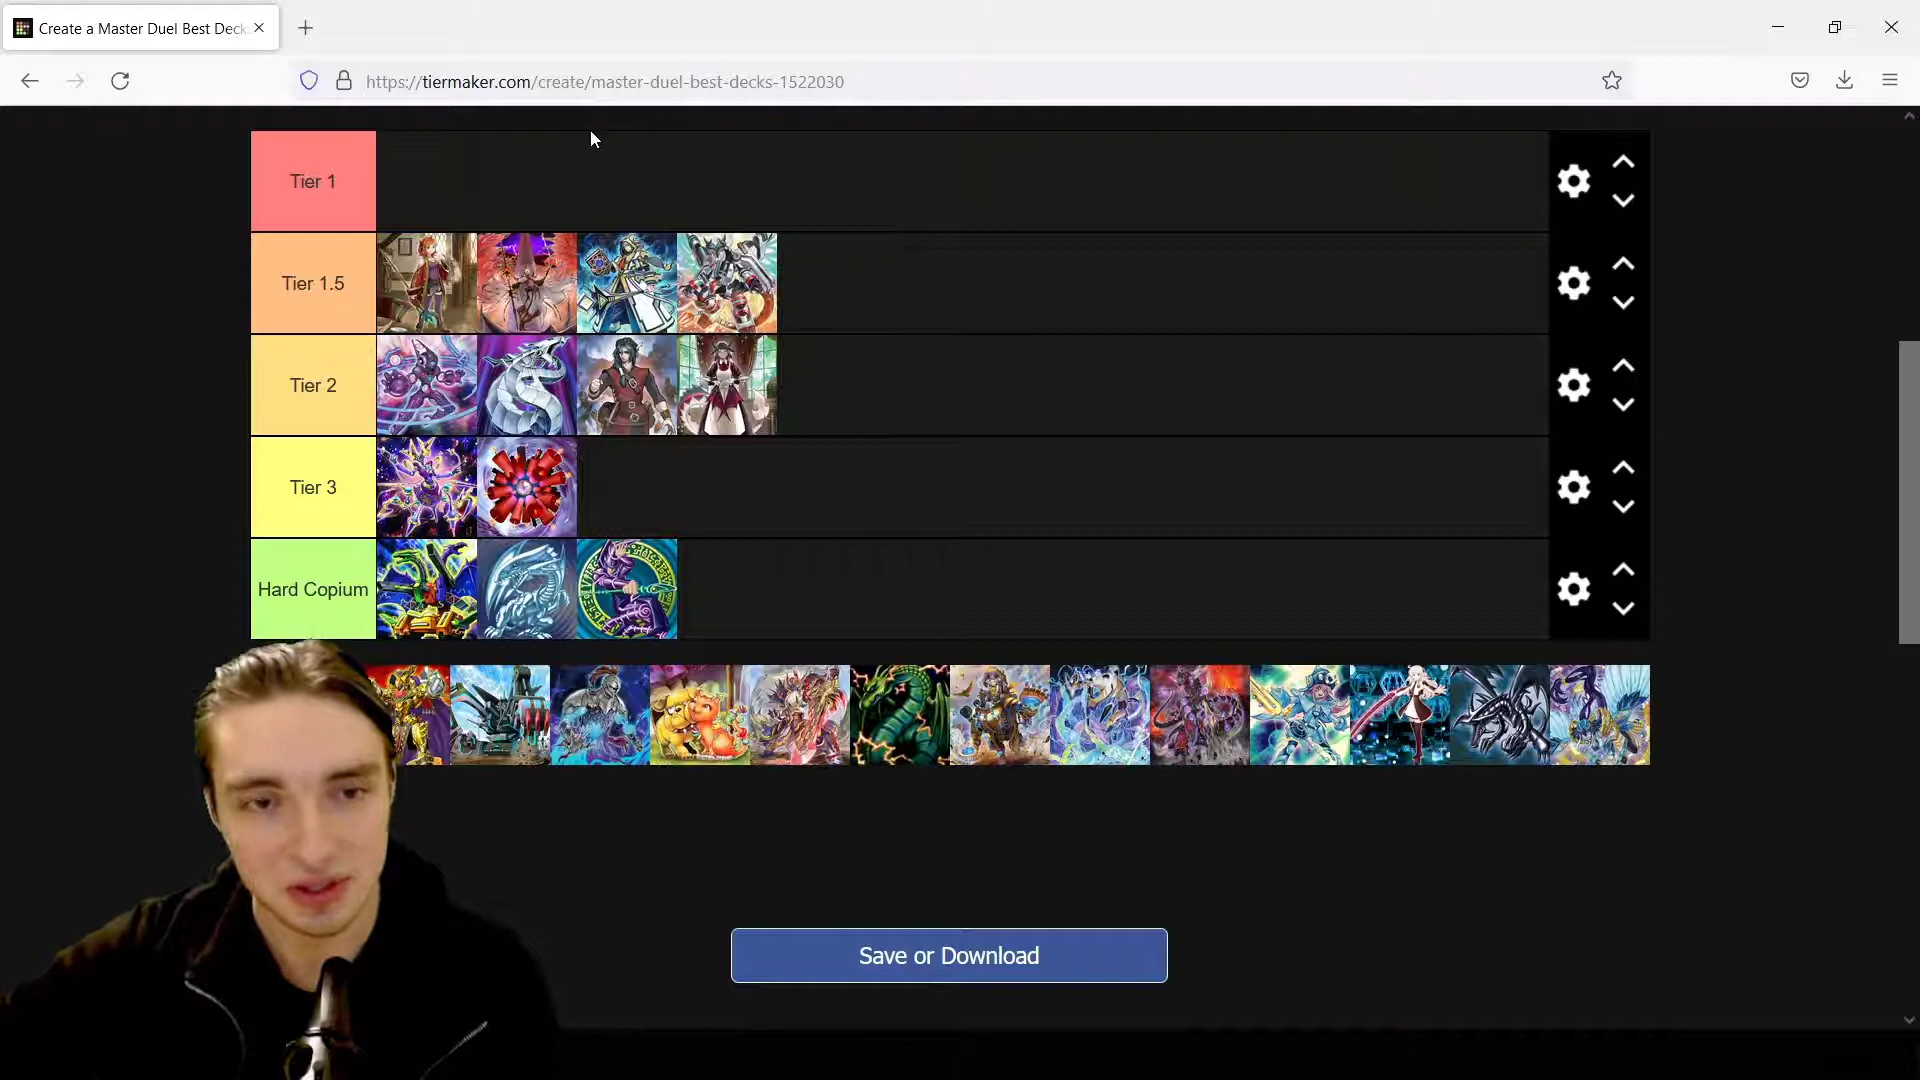 Create a Master Duel Best Deck
https://tiermaker.com/create/master-duel-best-decks-1522030
Tier 1
Tier 1.5
Tier 2
Tier 3
Hard Copium
Save or Download